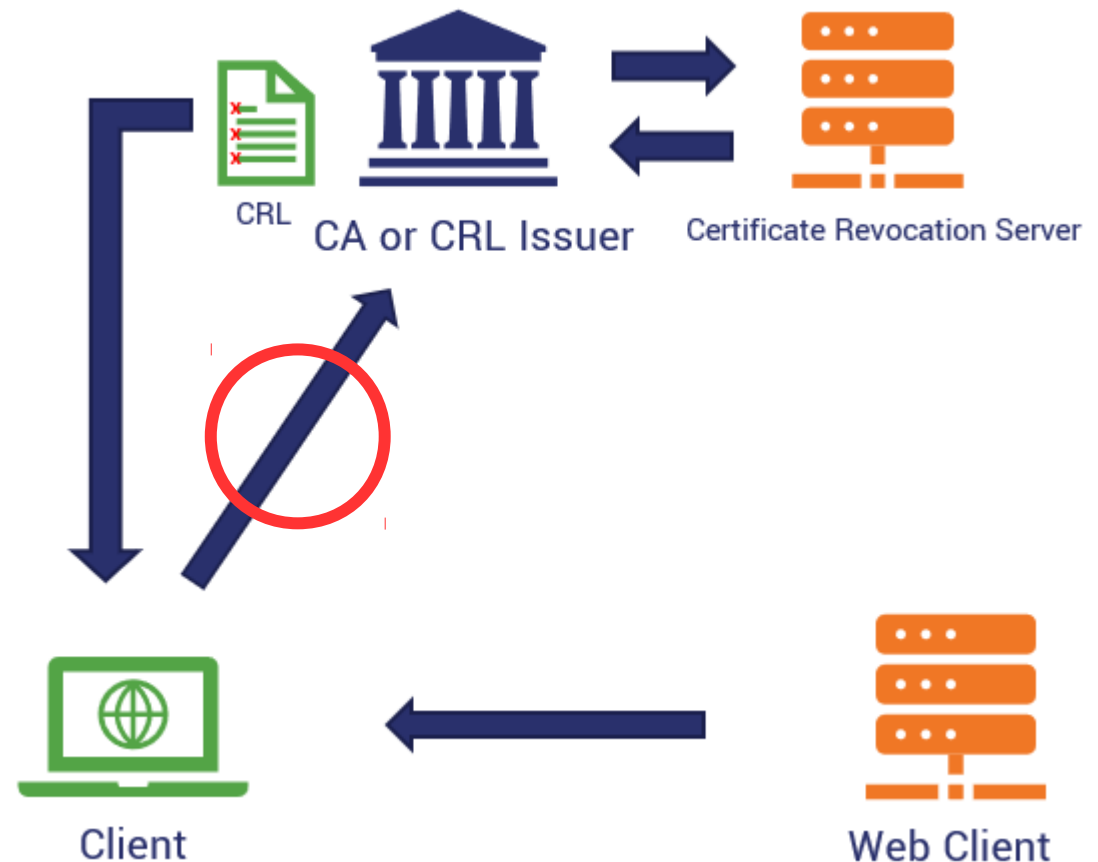 CRL
CA or CRL Issuer
Certificate Revocation Server
Client
Web Client